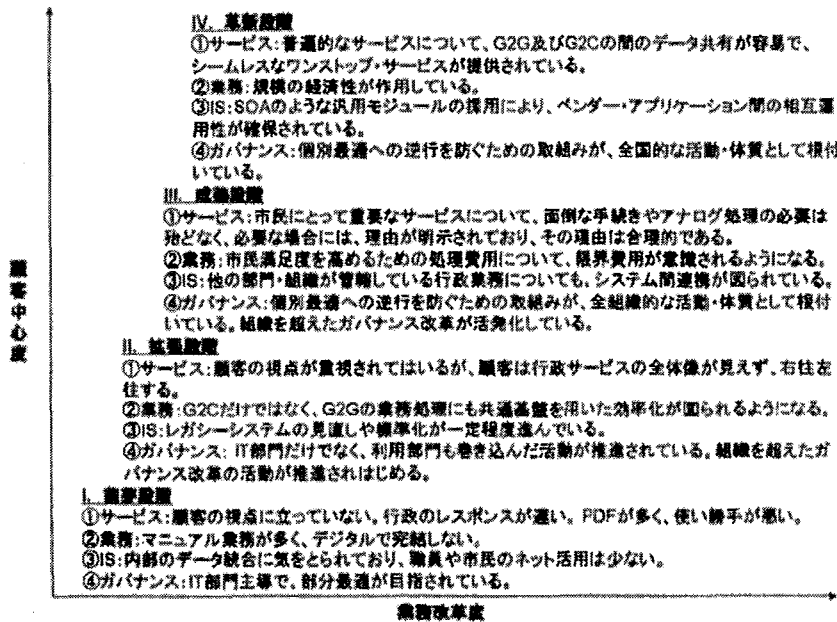 IV. 革新段階
①サービス：普遍的なサービスについて、G2G及びG2Cの間のデータ共有が容易で、
シームレスなワンストップ・サービスが提供されている。
②業務：規模の経済性が作用している。
③IS：SOAのような汎用モジュールの採用により、ベンダー・アプリケーション間の相互運
用性が確保されている。
④ガバナンス：個別最適への逆行を防ぐための取組みが、全国的な活動・体質として根付
いている。
III. 成熟段階
①サービス：市民にとって重要なサービスについて、面倒な手続きやアナログ処理の必要は
殆どなく、必要な場合には、理由が明示されており、その理由は合理的である。
②業務：市民満足度を高めるための処理費用について、限界費用が意識されるようになる。
③IS：他の部門・組織が管轄している行政業務についても、システム間連携が図られている。
④ガバナンス：個別最適への逆行を防ぐための取組みが、全組織的な活動・体質として根付
いている。組織を超えたガバナンス改革が活発化している。
II. 拡張段階
①サービス：顧客の視点が重視されてはいるが、顧客は行政サービスの全体像が見えず、右往左
往する。
②業務：G2Cだけではなく、G2Gの業務処理にも共通基盤を用いた効率化が図られるようになる。
③IS：レガシーシステムの見直しや標準化が一定程度進んでいる。
④ガバナンス： IT部門だけでなく、利用部門も巻き込んだ活動が推進されている。組織を超えたガ
バナンス改革の活動が推進されはじめる。
I. 段階
①サービス：顧客の視点に立っていない。行政のレスポンスが遅い。PDFが多く、使い勝手が悪い。
②業務：マニュアル業務が多く、デジタルで完結しない。
③IS：内部のデータ統合に気をとられており、職員や市民のネット活用は少ない。
④ガバナンス：IT部門主導で、部分最適が目指されている。
顧客中心度
業務改革度